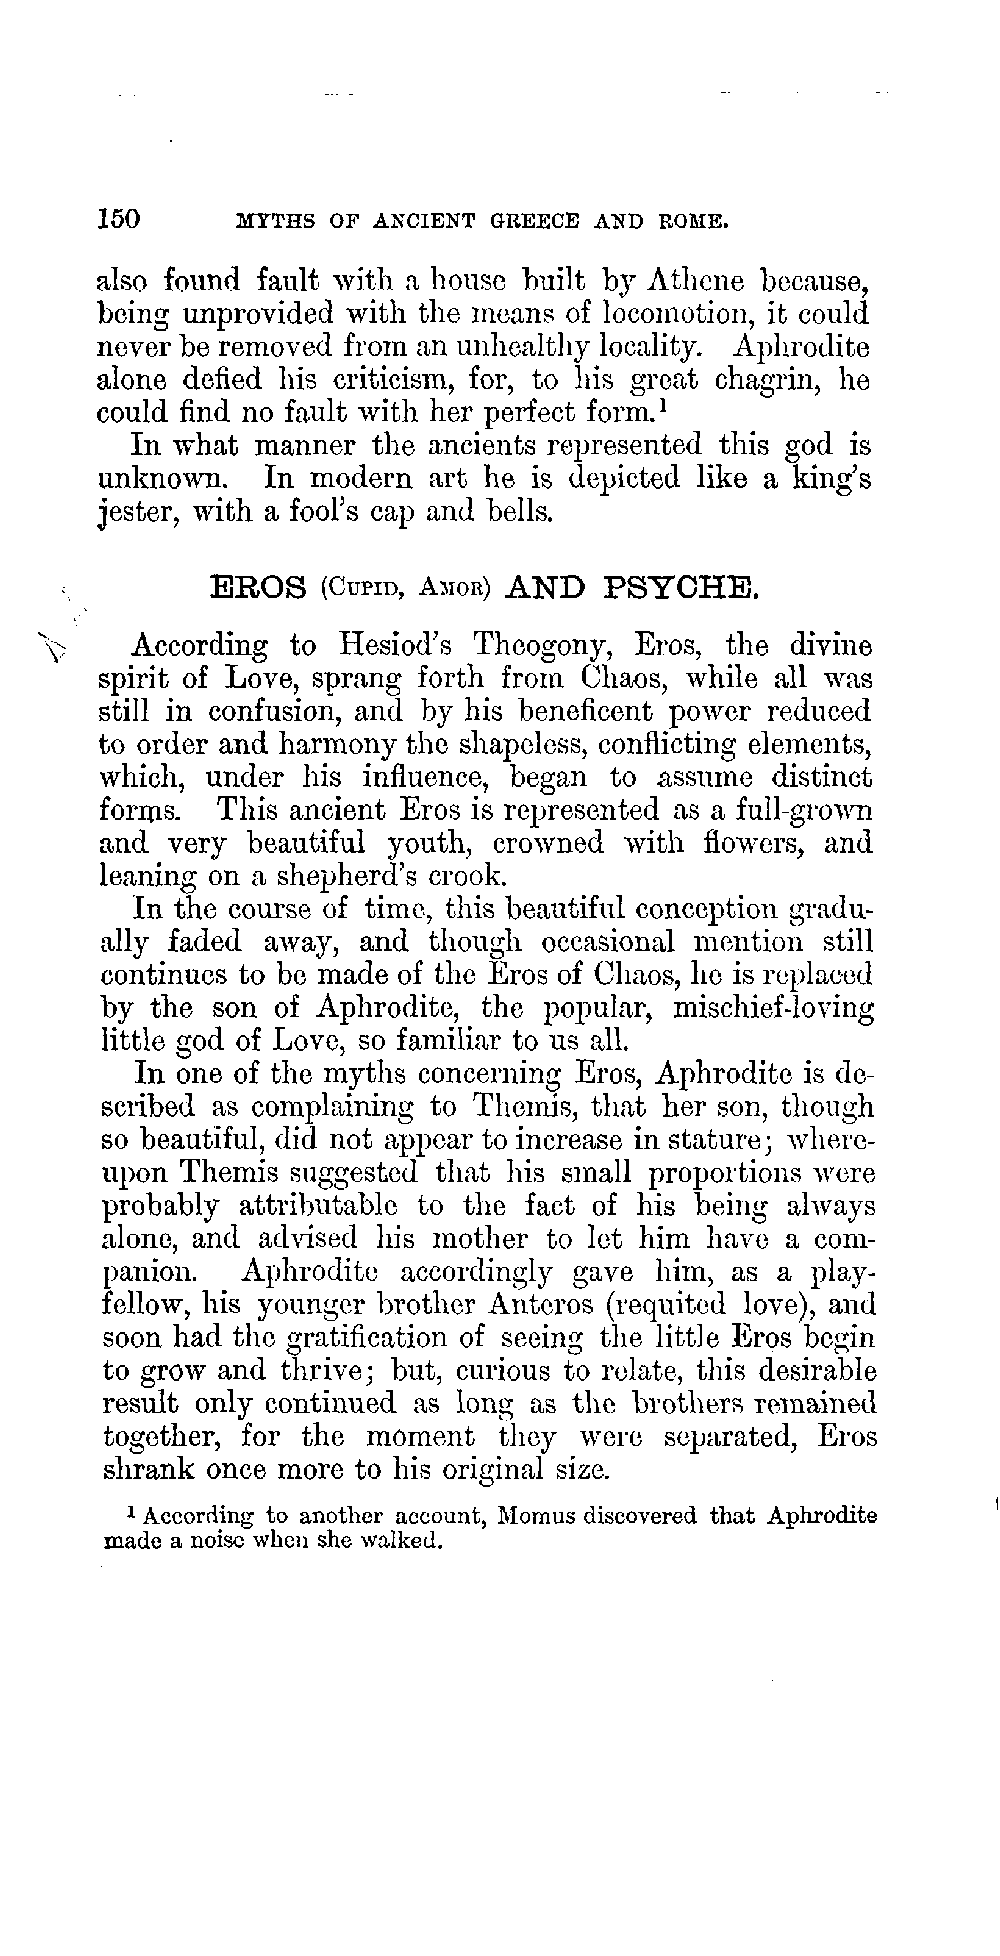 150 MYTHS OF ANCIENT GREECE AND ROME.
also found fault with a house built by Athene because,
being unprovided with the means of locomotion, it could
never be removed from an unhealthy locality. Aphrodite
alone defied his criticism, for, to his great chagrin, he
could find no fault with her perfect form.¹
In what manner the ancients represented this god is
unknown. In modern art he is depicted like a king's
jester, with a fool's cap and bells.
EROS (CUPID, AMOR) AND PSYCHE.
According to Hesiod's Theogony, Eros, the divine
spirit of Love, sprang forth from Chaos, while all was
still in confusion, and by his beneficent power reduced
to order and harmony the shapeless, conflicting elements,
which, under his influence, began to assume distinct
forms. This ancient Eros is represented as a full-grown
and very beautiful youth, crowned with flowers, and
leaning on a shepherd's crook.
In the course of time, this beautiful conception gradu-
ally faded away, and though occasional mention still
continues to be made of the Eros of Chaos, he is replaced
by the son of Aphrodite, the popular, mischief-loving
little god of Love, so familiar to us all.
In one of the myths concerning Eros, Aphrodite is de-
scribed as complaining to Themis, that her son, though
so beautiful, did not appear to increase in stature; where-
upon Themis suggested that his small proportions were
probably attributable to the fact of his being always
alone, and advised his mother to let him have a com-
panion. Aphrodite accordingly gave him, as a play-
fellow, his younger brother Anteros (requited love), and
soon had the gratification of seeing the little Eros begin
to grow and thrive; but, curious to relate, this desirable
result only continued as long as the brothers remained
together, for the moment they were separated, Eros
shrank once more to his original size.
¹ According to another account, Momus discovered that Aphrodite
made a noise when she walked.